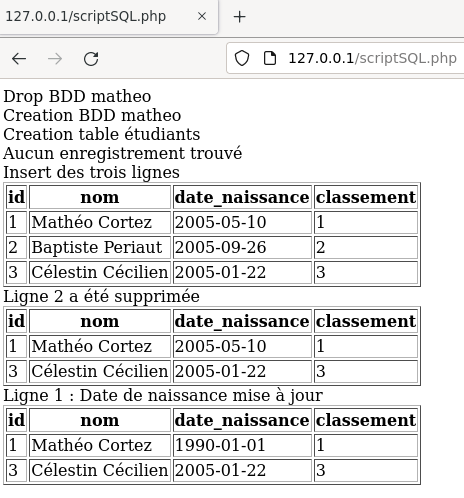 127.0.0.1/scriptSQL.php
127.0.0.1/scriptSQL.php
Drop BDD matheo
Creation BDD matheo
Creation table étudiants
Aucun enregistrement trouvé
Insert des trois lignes
id nom date_naissance classement
1 Mathéo Cortez 2005-05-10 1
2 Baptiste Periaut 2005-09-26 2
3 Célestin Cécilien 2005-01-22 3
Ligne 2 a été supprimée
id nom date_naissance classement
1 Mathéo Cortez 2005-05-10 1
3 Célestin Cécilien 2005-01-22 3
Ligne 1 : Date de naissance mise à jour
id nom date_naissance classement
1 Mathéo Cortez 1990-01-01 1
3 Célestin Cécilien 2005-01-22 3